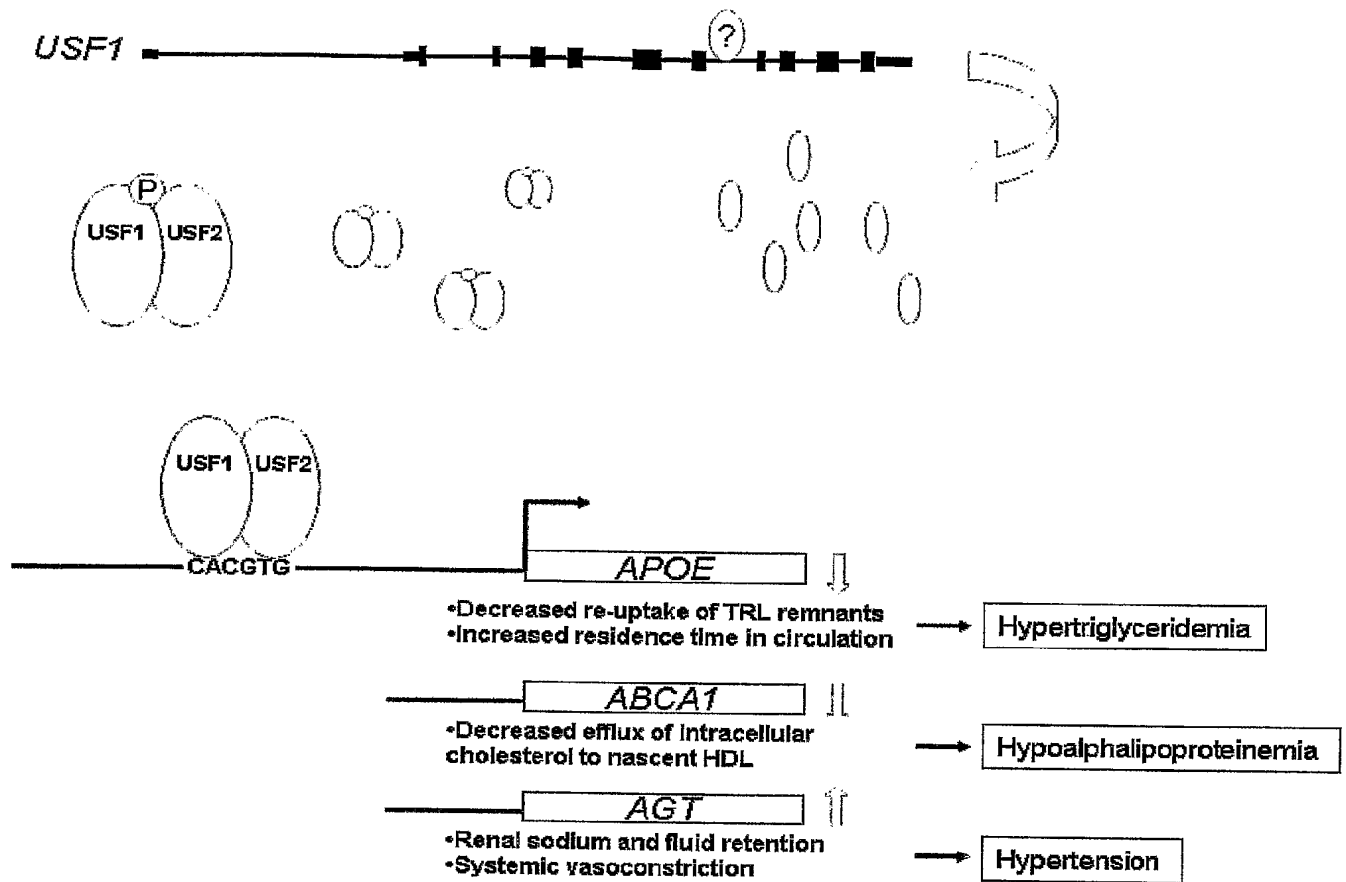 USF1
?
P
USF1 USF2
USF1 USF2
CACGTG
APOE
•Decreased re-uptake of TRL remnants
•Increased residence time in circulation
Hypertriglyceridemia
ABCA1
•Decreased efflux of intracellular
cholesterol to nascent HDL
Hypoalphalipoproteinemia
AGT
•Renal sodium and fluid retention
•Systemic vasoconstriction
Hypertension